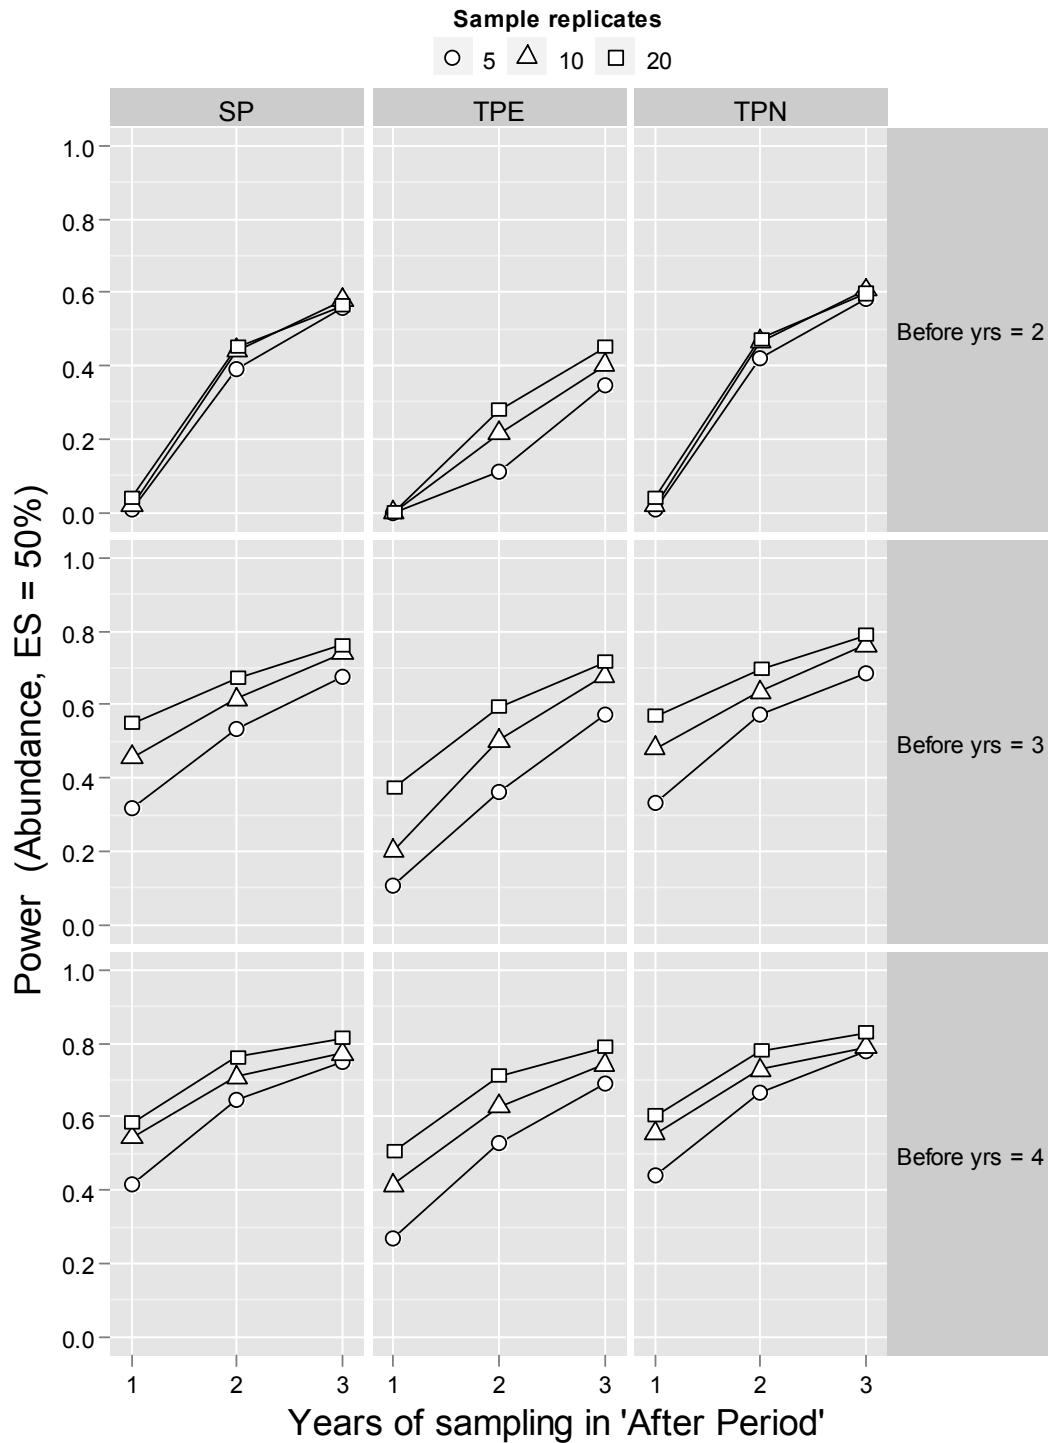 Sample replicates
5 10 20
SP TPE TPN
1.0
0.8
0.6
0.4
0.2
0.0
Before yrs = 2
1.0
0.8
0.6
0.4
0.2
0.0
Before yrs = 3
1.0
0.8
0.6
0.4
0.2
0.0
Before yrs = 4
Power (Abundance, ES = 50%)
1 2 3 1 2 3 1 2 3
Years of sampling in 'After Period'